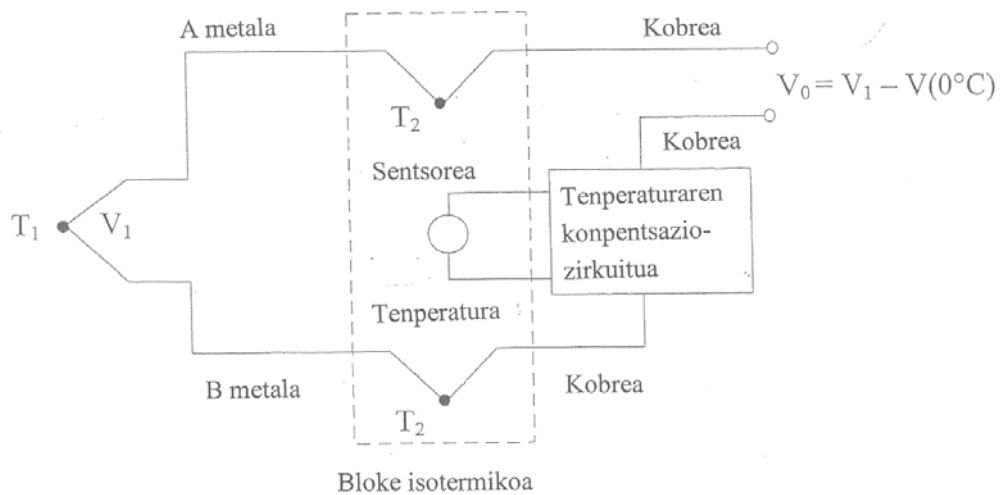 A metala
Kobrea
T₂
V₀ = V₁ – V(0°C)
Kobrea
Sentsorea
Tenperaturaren
konpentsazio-
zirkuitua
T₁
V₁
Tenperatura
B metala
T₂
Kobrea
Bloke isotermikoa